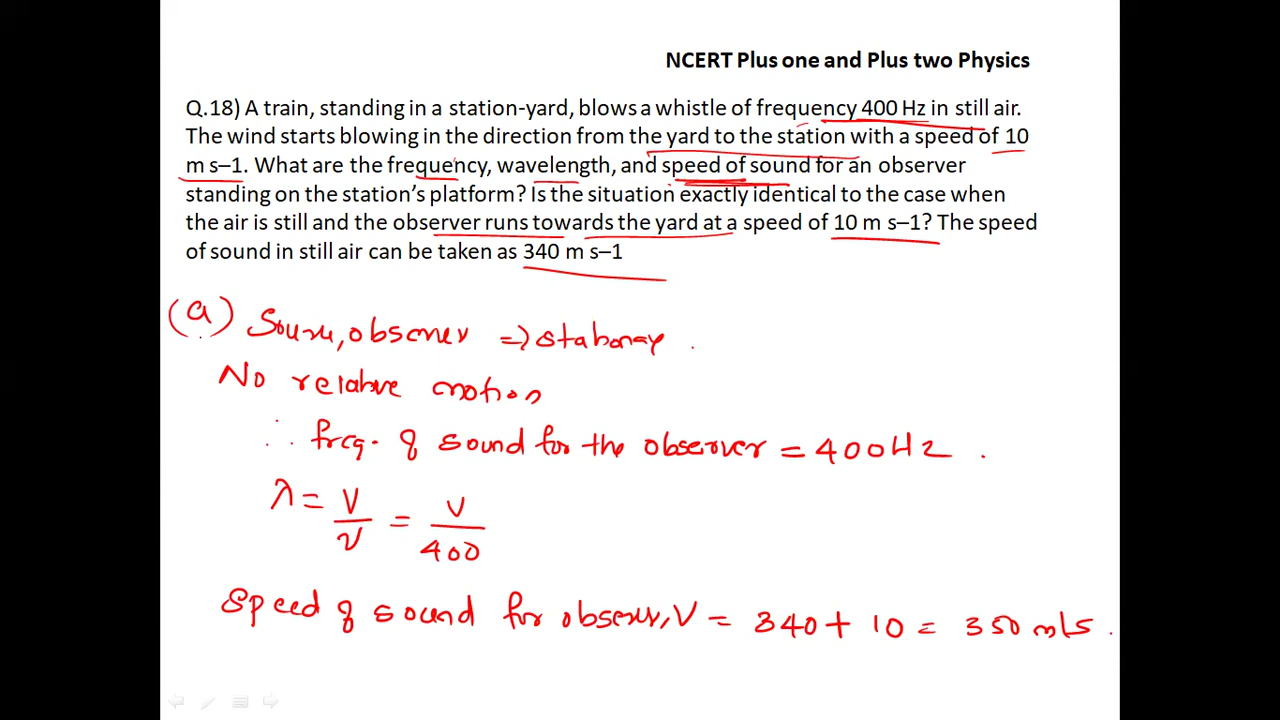 NCERT Plus one and Plus two Physics
Q.18) A train, standing in a station-yard, blows a whistle of frequency 400 Hz in still air.
The wind starts blowing in the direction from the yard to the station with a speed of 10
m s–1. What are the frequency, wavelength, and speed of sound for an observer
standing on the station’s platform? Is the situation exactly identical to the case when
the air is still and the observer runs towards the yard at a speed of 10 m s–1? The speed
of sound in still air can be taken as 340 m s–1
(a) Source, observer => stationary .
No relative motion
∴ freq. of sound for the observer = 400Hz .
λ = V/ν = V/400
Speed of sound for observer, V = 340 + 10 = 350 m/s .